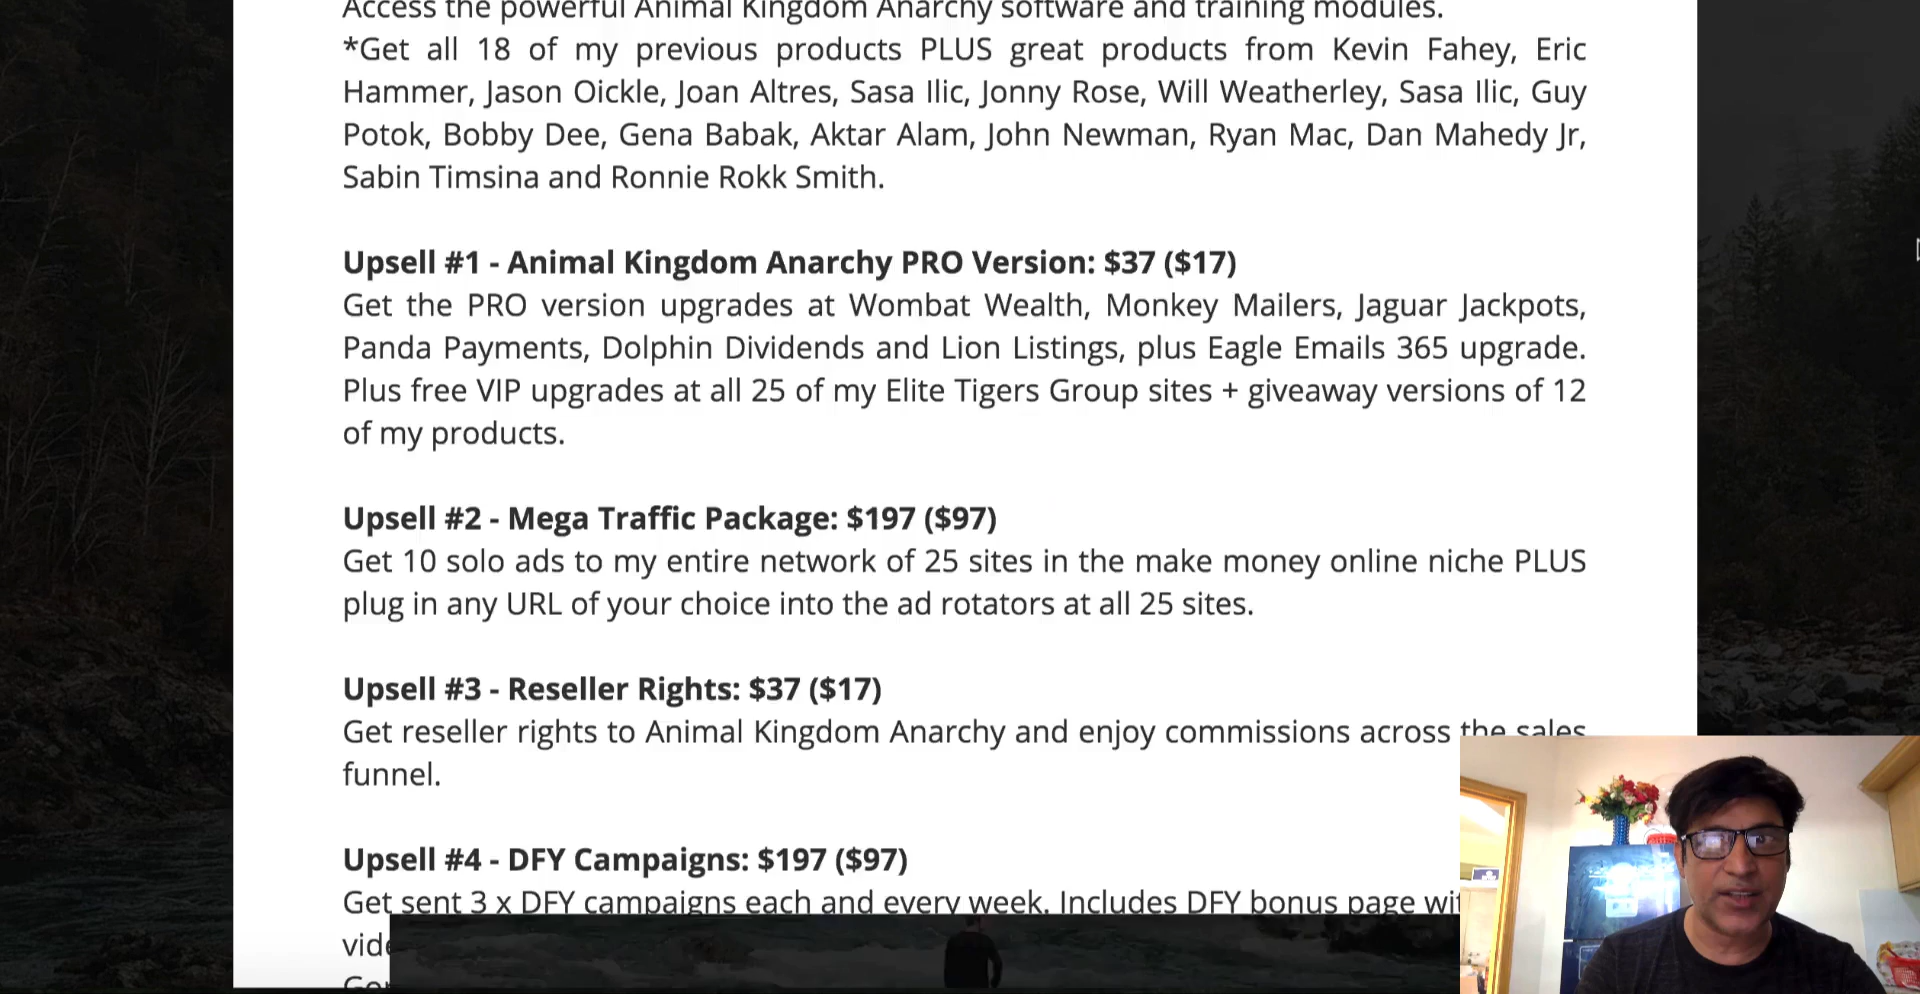 Access the powerful Animal Kingdom Anarchy software and training modules.
*Get all 18 of my previous products PLUS great products from Kevin Fahey, Eric
Hammer, Jason Oickle, Joan Altres, Sasa Ilic, Jonny Rose, Will Weatherley, Sasa Ilic, Guy
Potok, Bobby Dee, Gena Babak, Aktar Alam, John Newman, Ryan Mac, Dan Mahedy Jr,
Sabin Timsina and Ronnie Rokk Smith.
Upsell #1 - Animal Kingdom Anarchy PRO Version: $37 ($17)
Get the PRO version upgrades at Wombat Wealth, Monkey Mailers, Jaguar Jackpots,
Panda Payments, Dolphin Dividends and Lion Listings, plus Eagle Emails 365 upgrade.
Plus free VIP upgrades at all 25 of my Elite Tigers Group sites + giveaway versions of 12
of my products.
Upsell #2 - Mega Traffic Package: $197 ($97)
Get 10 solo ads to my entire network of 25 sites in the make money online niche PLUS
plug in any URL of your choice into the ad rotators at all 25 sites.
Upsell #3 - Reseller Rights: $37 ($17)
Get reseller rights to Animal Kingdom Anarchy and enjoy commissions across the sales
funnel.
Upsell #4 - DFY Campaigns: $197 ($97)
Get sent 3 x DFY campaigns each and every week. Includes DFY bonus page